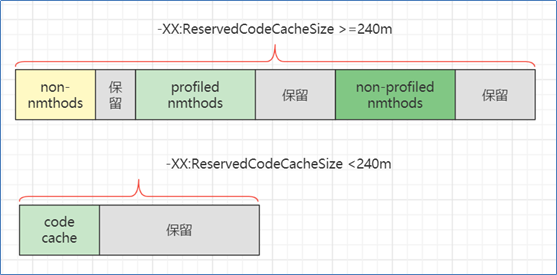 -XX:ReservedCodeCacheSize >=240m
non-
nmthods
保
留
profiled
nmthods
保留
non-profiled
nmthods
保留
-XX:ReservedCodeCacheSize <240m
code
cache
保留